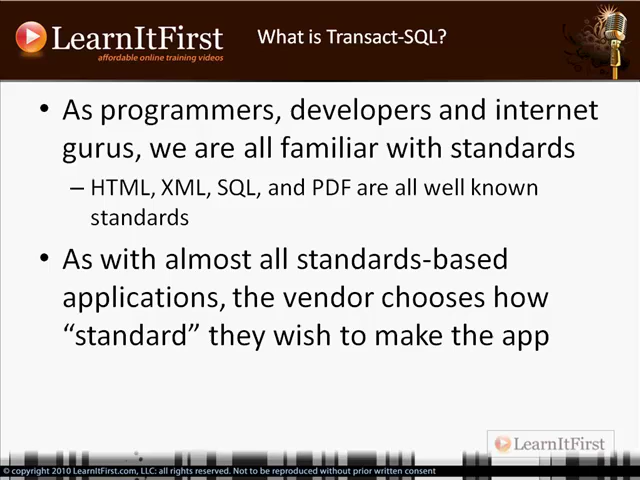 LearnItFirst
affordable online training videos
What is Transact-SQL?
• As programmers, developers and internet
gurus, we are all familiar with standards
– HTML, XML, SQL, and PDF are all well known
standards
• As with almost all standards-based
applications, the vendor chooses how
“standard” they wish to make the app
LearnItFirst
© copyright 2010 LearnItFirst.com, LLC: all rights reserved. Not to be reproduced without prior written consent